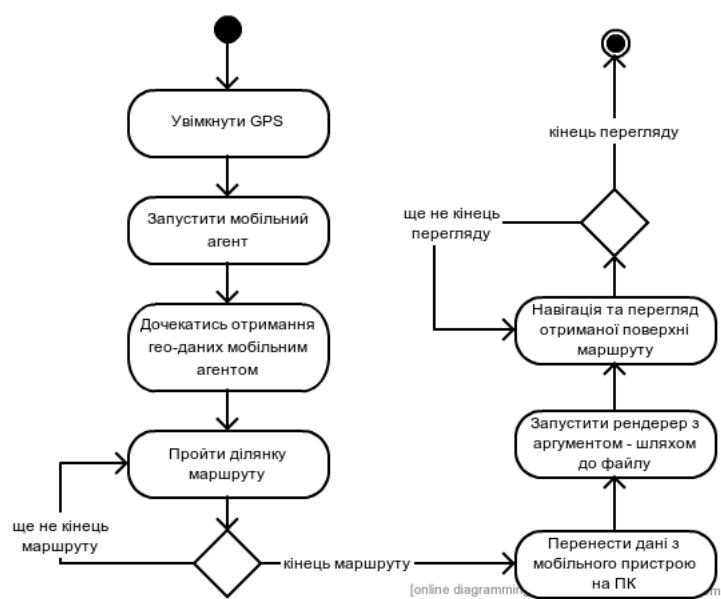 Увімкнути GPS
Запустити мобільний
агент
Дочекатись отримання
гео-даних мобільним
агентом
Пройти ділянку
маршруту
ще не кінець
маршруту
кінець маршруту
Перенести дані з
мобільного пристрою
на ПК
Запустити рендерер з
аргументом - шляхом
до файлу
Навігація та перегляд
отриманої поверхні
маршруту
ще не кінець
перегляду
кінець перегляду
[online diagramming